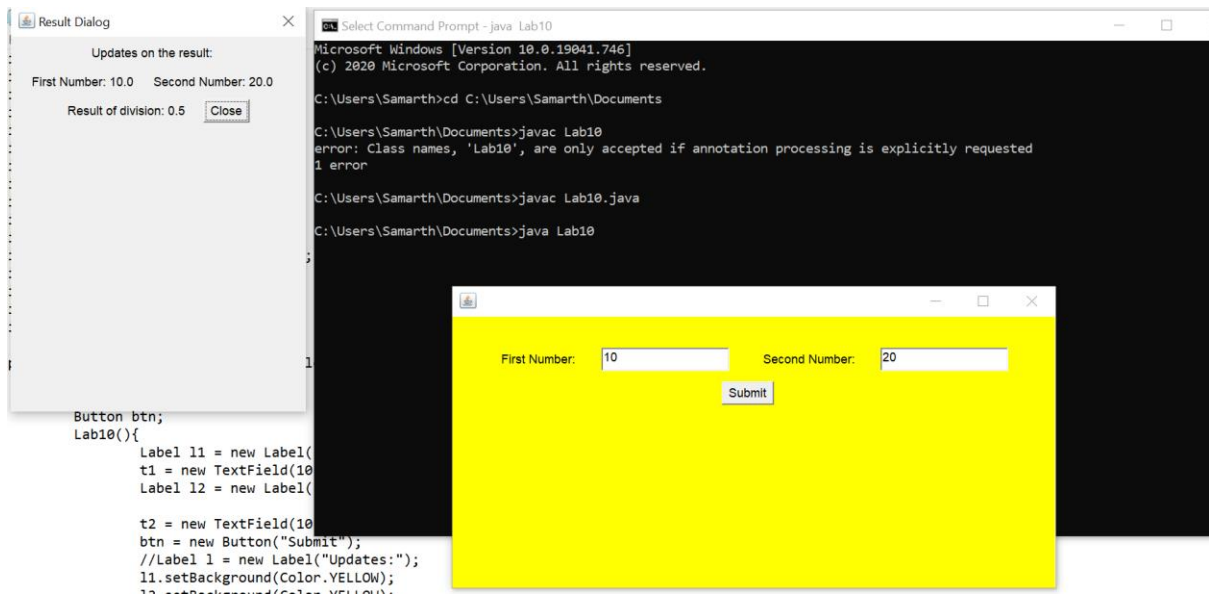 Result Dialog
Updates on the result:
First Number: 10.0 Second Number: 20.0
Result of division: 0.5 Close
Select Command Prompt - java Lab10
Microsoft Windows [Version 10.0.19041.746]
(c) 2020 Microsoft Corporation. All rights reserved.
C:\Users\Samarth>cd C:\Users\Samarth\Documents
C:\Users\Samarth\Documents>javac Lab10
error: Class names, 'Lab10', are only accepted if annotation processing is explicitly requested
1 error
C:\Users\Samarth\Documents>javac Lab10.java
C:\Users\Samarth\Documents>java Lab10
First Number: 10 Second Number: 20
Submit
Button btn;
Lab10(){
Label l1 = new Label(
t1 = new TextField(10
Label l2 = new Label(
t2 = new TextField(10
btn = new Button("Submit");
//Label l = new Label("Updates:");
l1.setBackground(Color.YELLOW);
l2.setBackground(Color.YELLOW);